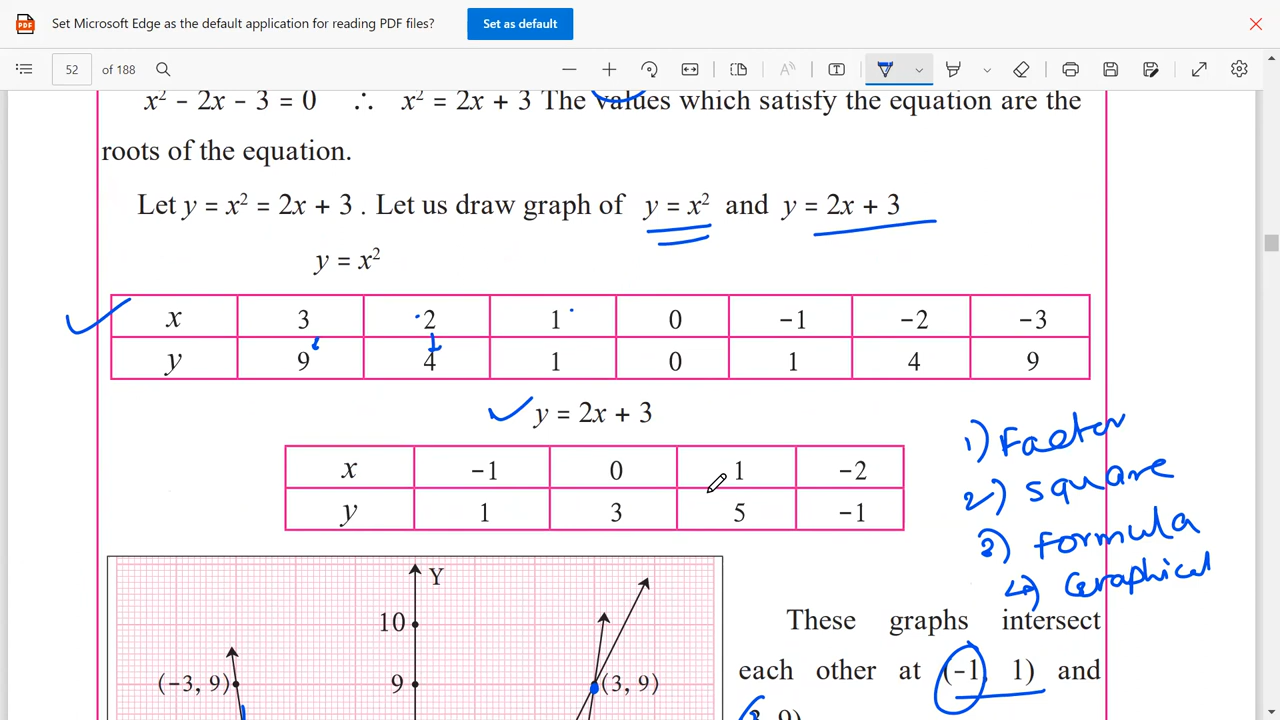 Set Microsoft Edge as the default application for reading PDF files? Set as default
52 of 188
x² − 2x − 3 = 0 ∴ x² = 2x + 3 The values which satisfy the equation are the
roots of the equation.
Let y = x² = 2x + 3 . Let us draw graph of y = x² and y = 2x + 3
y = x²
x 3 2 1 0 −1 −2 −3
y 9 4 1 0 1 4 9
y = 2x + 3
x −1 0 1 −2
y 1 3 5 −1
1) Factor
2) Square
3) Formula
4) Graphical
Y
10
(−3, 9) 9 (3, 9)
These graphs intersect
each other at (−1, 1) and